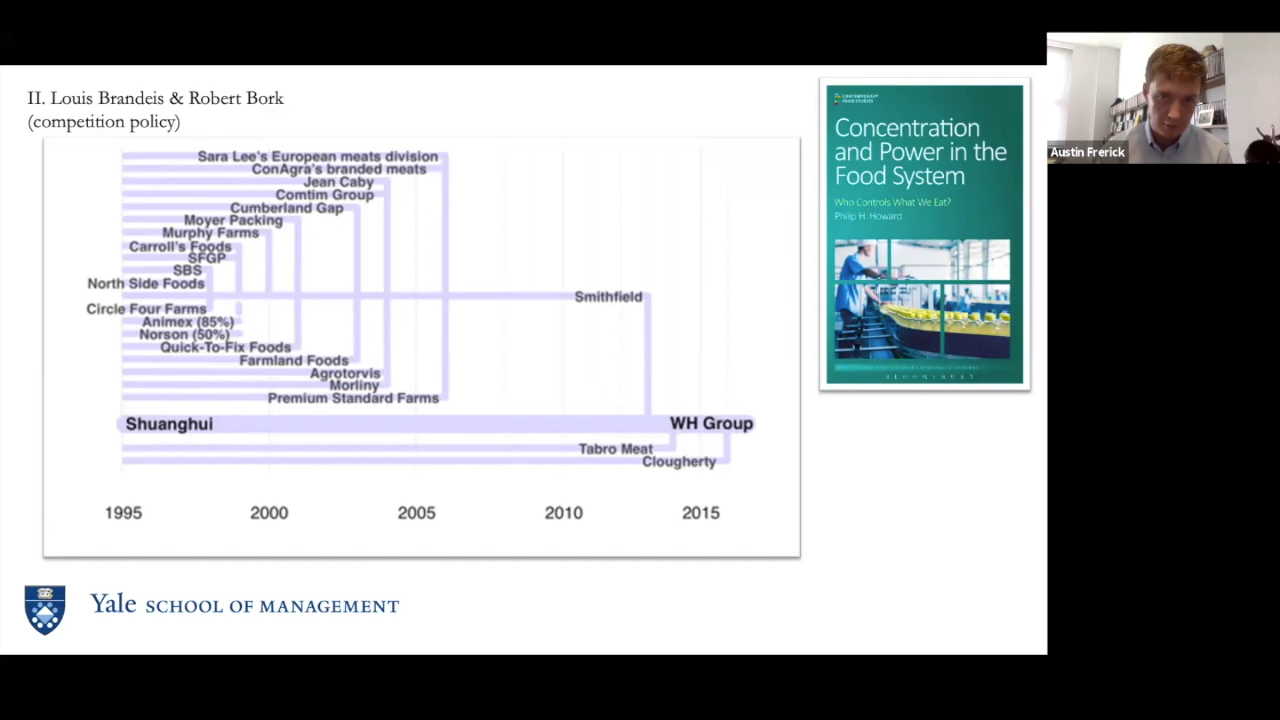 II. Louis Brandeis & Robert Bork
(competition policy)
Sara Lee's European meats division
ConAgra's branded meats
Jean Caby
Comtim Group
Cumberland Gap
Moyer Packing
Murphy Farms
Carroll's Foods
SFGP
SBS
North Side Foods
Smithfield
Circle Four Farms
Animex (85%)
Norson (50%)
Quick-To-Fix Foods
Farmland Foods
Agrotorvis
Morliny
Premium Standard Farms
Shuanghui
WH Group
Tabro Meat
Clougherty
1995 2000 2005 2010 2015
Yale SCHOOL OF MANAGEMENT
CONTEMPORARY
FOOD STUDIES
Concentration
and Power in the
Food System
Who Controls What We Eat?
Philip H. Howard
BLOOMSBURY
Austin Frerick